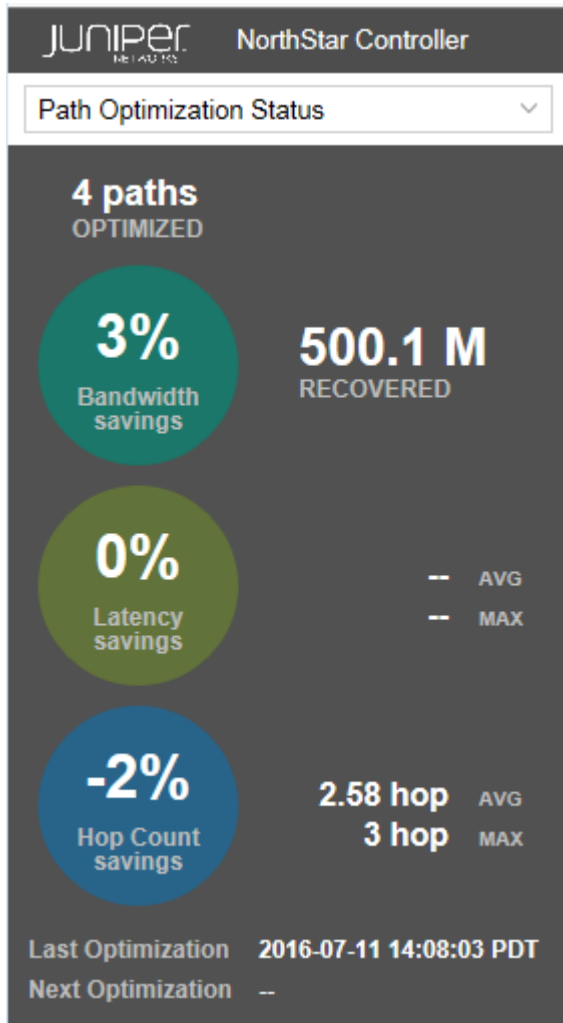 JUNIPER
NETWORKS
NorthStar Controller
Path Optimization Status
4 paths
OPTIMIZED
3%
Bandwidth
savings
500.1 M
RECOVERED
0%
Latency
savings
-- AVG
-- MAX
-2%
Hop Count
savings
2.58 hop AVG
3 hop MAX
Last Optimization 2016-07-11 14:08:03 PDT
Next Optimization --